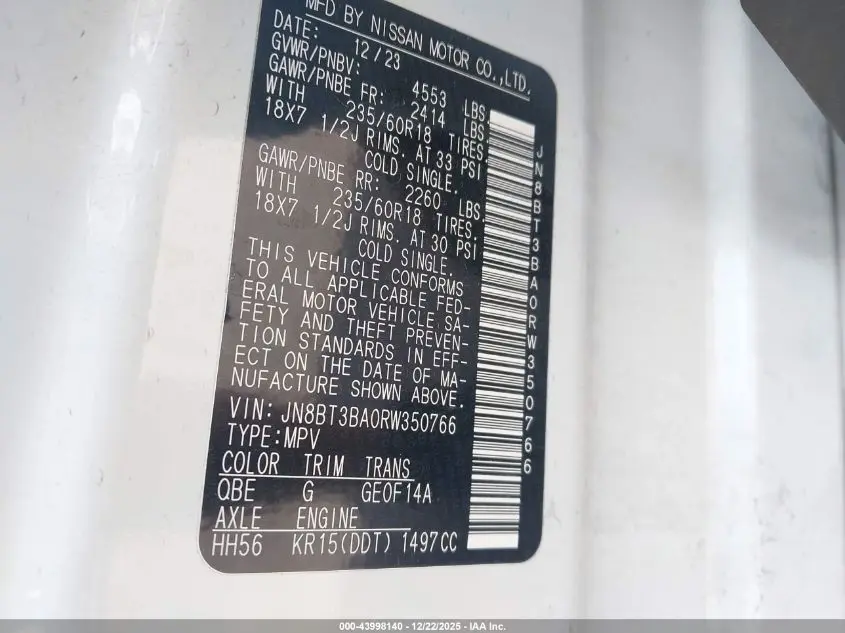 MFD BY NISSAN MOTOR CO.,LTD.
DATE: 12/23
GVWR/PNBV: 4553 LBS.
GAWR/PNBE FR: 2414 LBS.
WITH 235/60R18 TIRES.
18X7 1/2J RIMS. AT 33 PSI
COLD SINGLE.
GAWR/PNBE RR: 2260 LBS.
WITH 235/60R18 TIRES.
18X7 1/2J RIMS. AT 30 PSI
COLD SINGLE.
THIS VEHICLE CONFORMS
TO ALL APPLICABLE FED-
ERAL MOTOR VEHICLE SA-
FETY AND THEFT PREVEN-
TION STANDARDS IN EFF-
ECT ON THE DATE OF MA-
NUFACTURE SHOWN ABOVE.
VIN: JN8BT3BA0RW350766
TYPE:MPV
COLOR TRIM TRANS
QBE G GE0F14A
AXLE ENGINE
HH56 KR15(DDT) 1497CC
JN8BT3BA0RW350766
000-43998140 - 12/22/2025 - IAA Inc.